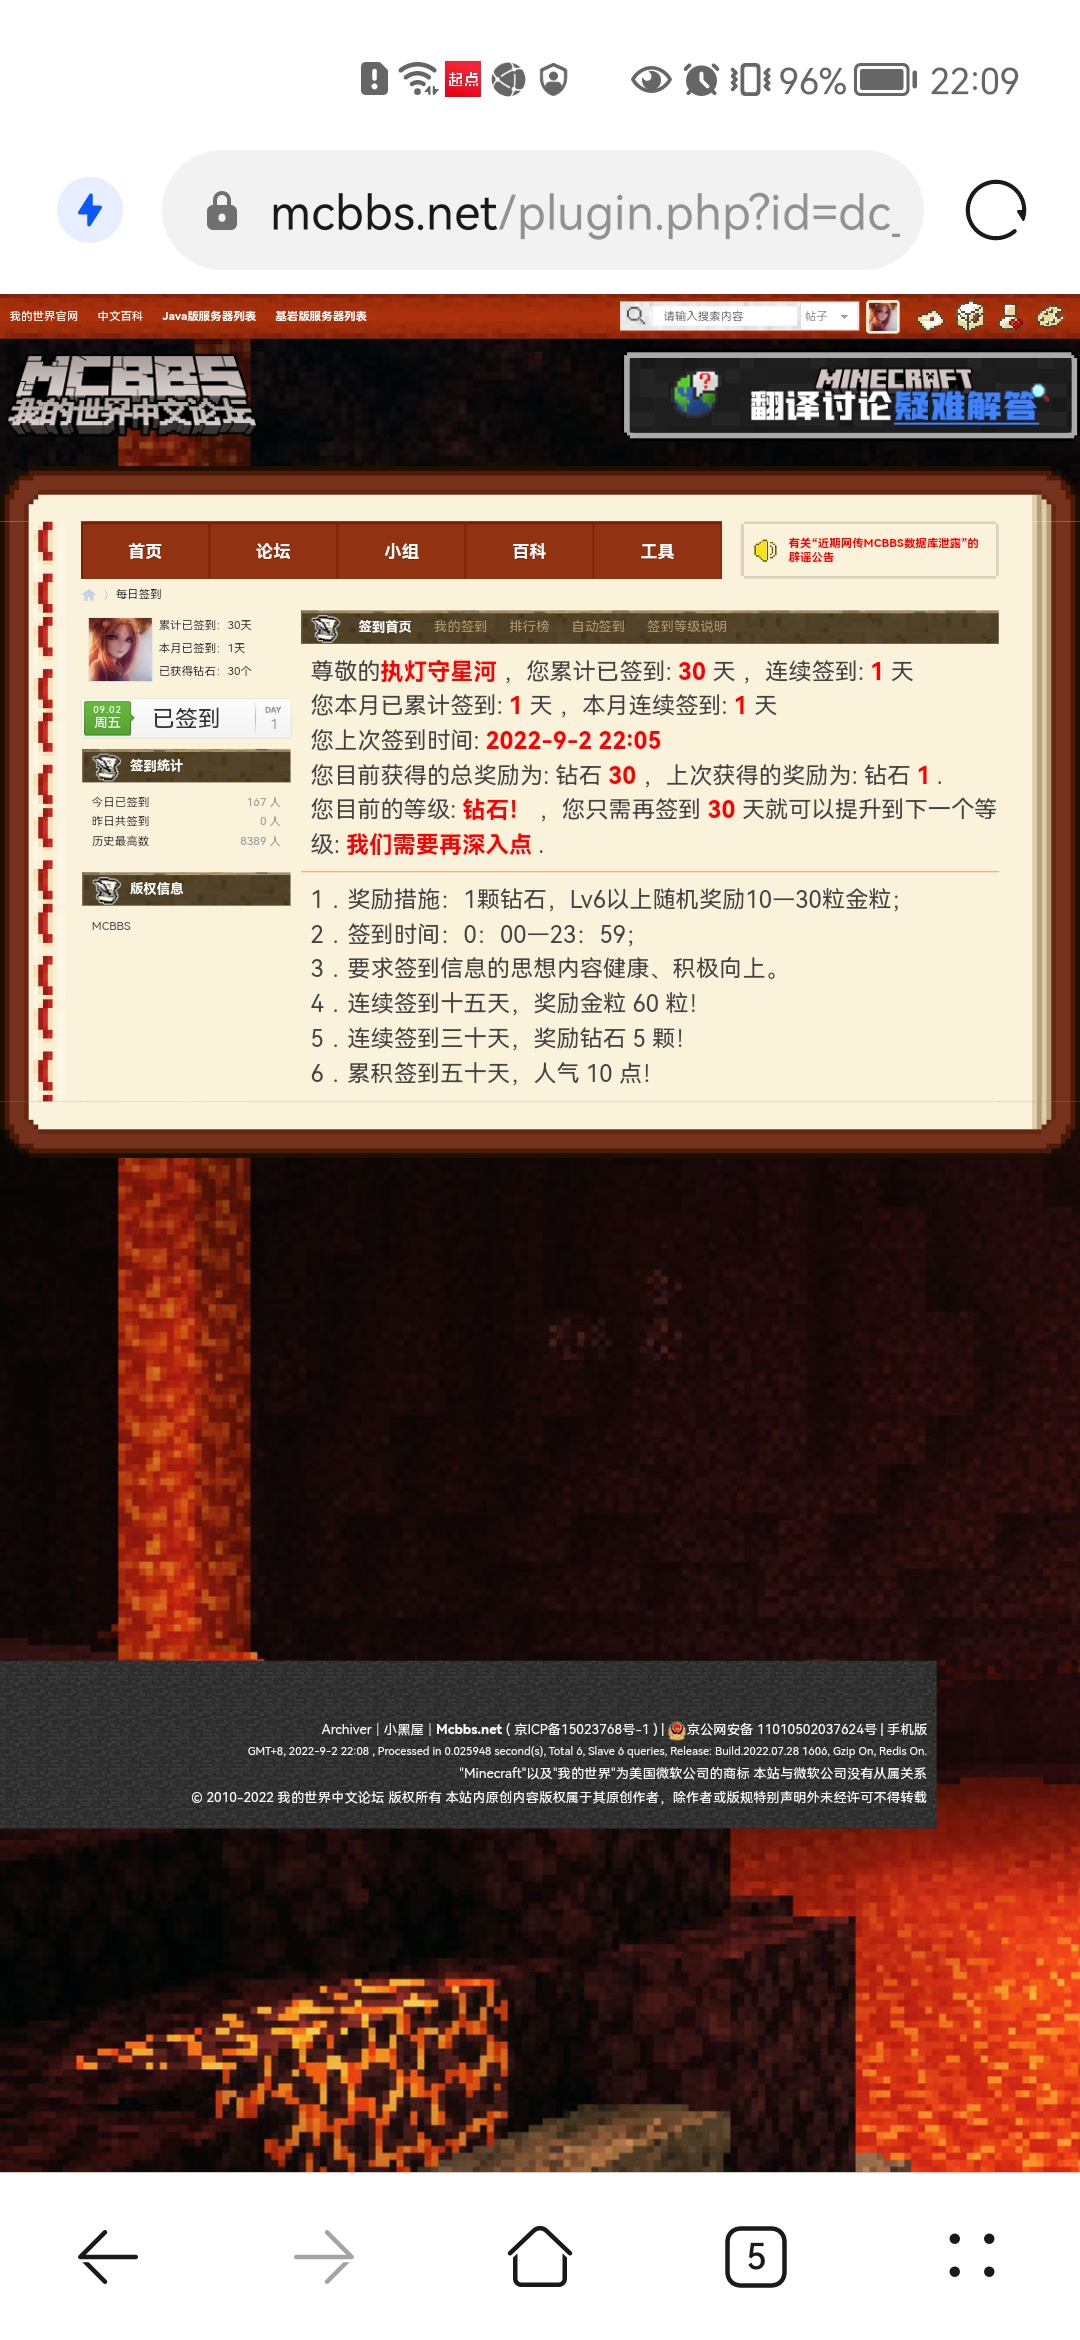 起点 96% 22:09
mcbbs.net/plugin.php?id=dc_
我的世界官网 中文百科 Java版服务器列表 基岩版服务器列表 请输入搜索内容 帖子
MCBBS
我的世界中文论坛
MINECRAFT
翻译讨论疑难解答
首页 论坛 小组 百科 工具
有关“近期网传MCBBS数据库泄露”的
辟谣公告
每日签到
累计已签到：30天
本月已签到：1天
已获得钻石：30个
09.02
周五
已签到
DAY
1
签到统计
今日已签到 167 人
昨日共签到 0 人
历史最高数 8389 人
版权信息
MCBBS
签到首页 我的签到 排行榜 自动签到 签到等级说明
尊敬的执灯守星河 ，您累计已签到: 30 天 ，连续签到: 1 天
您本月已累计签到: 1 天 ，本月连续签到: 1 天
您上次签到时间: 2022-9-2 22:05
您目前获得的总奖励为: 钻石 30 ，上次获得的奖励为: 钻石 1 .
您目前的等级: 钻石！ ，您只需再签到 30 天就可以提升到下一个等
级: 我们需要再深入点 .
1 . 奖励措施：1颗钻石，Lv6以上随机奖励10—30粒金粒；
2 . 签到时间：0：00—23：59；
3 . 要求签到信息的思想内容健康、积极向上。
4 . 连续签到十五天，奖励金粒 60 粒！
5 . 连续签到三十天，奖励钻石 5 颗！
6 . 累积签到五十天，人气 10 点！
Archiver | 小黑屋 | Mcbbs.net ( 京ICP备15023768号-1 ) | 京公网安备 11010502037624号 | 手机版
GMT+8, 2022-9-2 22:08 , Processed in 0.025948 second(s), Total 6, Slave 6 queries, Release: Build.2022.07.28 1606, Gzip On, Redis On.
"Minecraft"以及"我的世界"为美国微软公司的商标 本站与微软公司没有从属关系
© 2010-2022 我的世界中文论坛 版权所有 本站内原创内容版权属于其原创作者，除作者或版规特别声明外未经许可不得转载
5